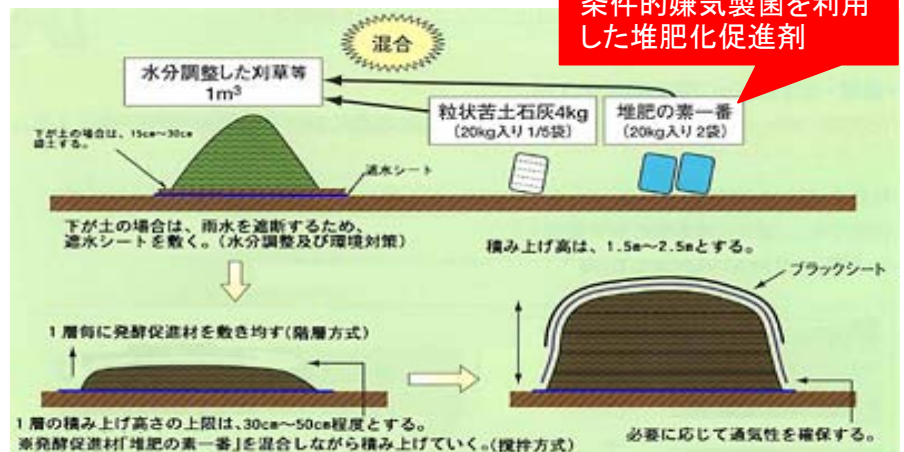 条件的嫌気製菌を利用
した堆肥化促進剤
混合
水分調整した刈草等
1m³
粒状苦土石灰4kg
(20kg入り1/5袋)
堆肥の素一番
(20kg入り2袋)
下が土の場合は、15cm~30cm
盛土する。
遮水シート
下が土の場合は、雨水を遮断するため、
遮水シートを敷く。(水分調整及び環境対策)
積み上げ高は、1.5m~2.5mとする。
ブラックシート
1層毎に発酵促進材を敷き均す(階層方式)
1層の積み上げ高さの上限は、30cm~50cm程度とする。
※発酵促進材「堆肥の素一番」を混合しながら積み上げていく。(撹拌方式)
必要に応じて通気性を確保する。